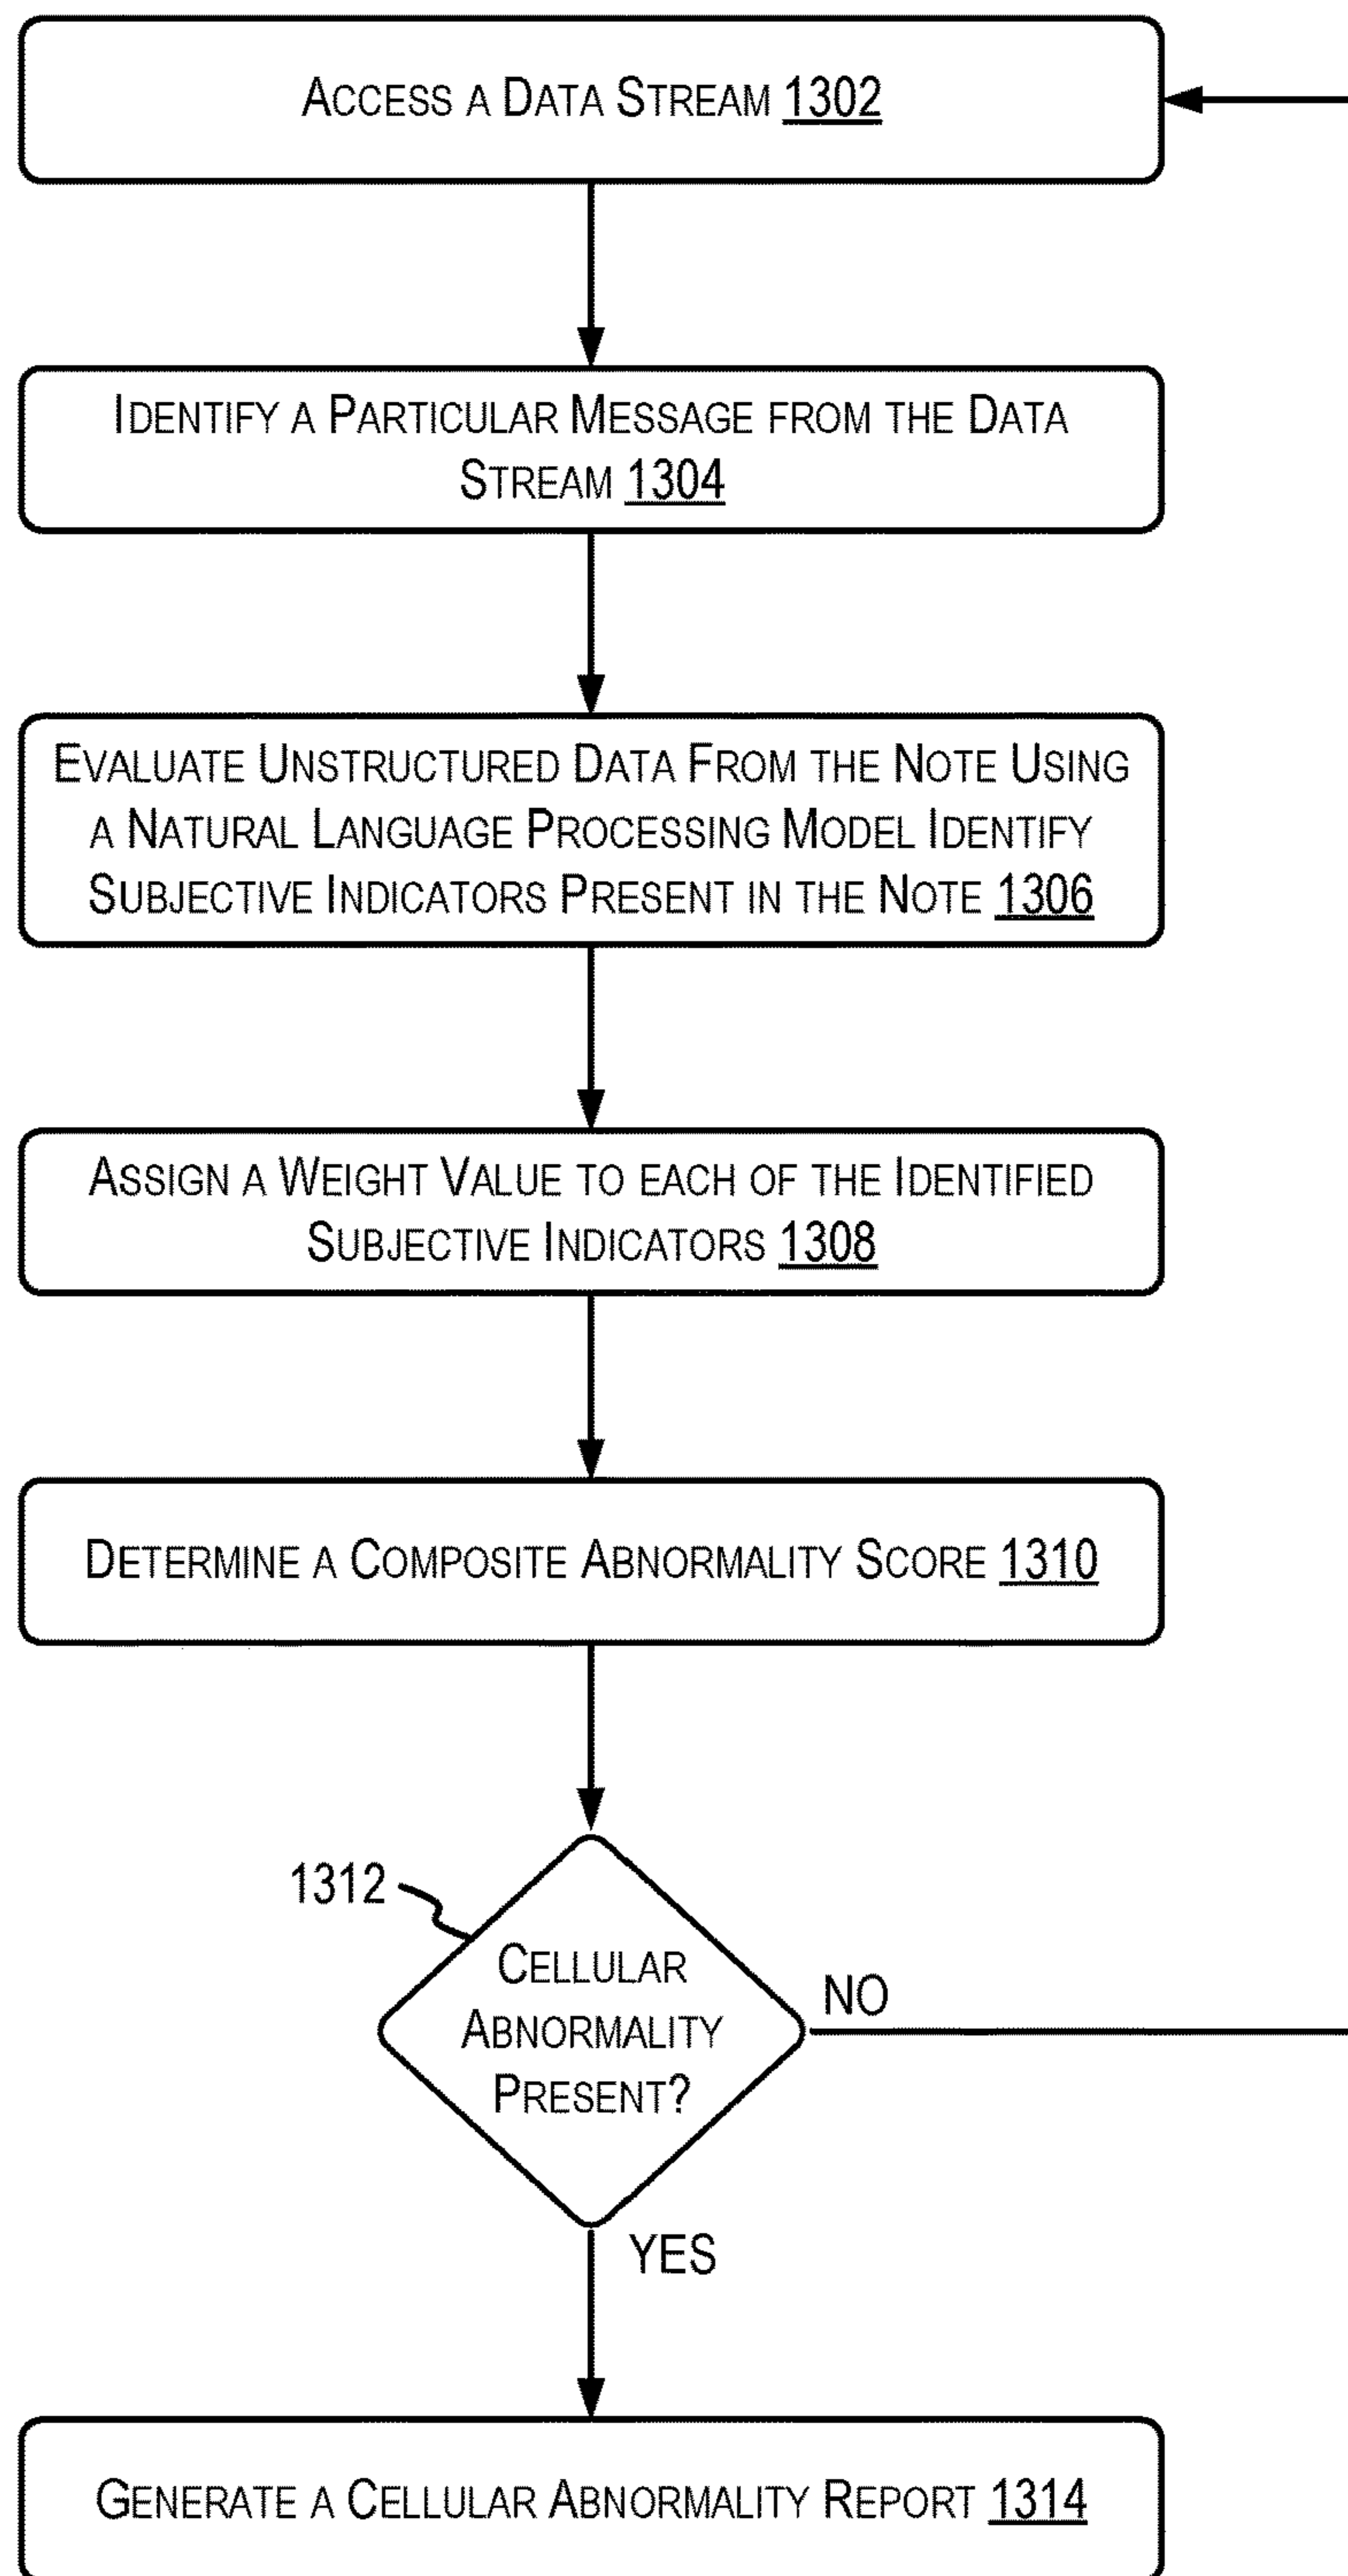 ACCESS A DATA STREAM 1302
IDENTIFY A PARTICULAR MESSAGE FROM THE DATA
STREAM 1304
EVALUATE UNSTRUCTURED DATA FROM THE NOTE USING
A NATURAL LANGUAGE PROCESSING MODEL IDENTIFY
SUBJECTIVE INDICATORS PRESENT IN THE NOTE 1306
ASSIGN A WEIGHT VALUE TO EACH OF THE IDENTIFIED
SUBJECTIVE INDICATORS 1308
DETERMINE A COMPOSITE ABNORMALITY SCORE 1310
1312
CELLULAR
ABNORMALITY
PRESENT?
NO
YES
GENERATE A CELLULAR ABNORMALITY REPORT 1314